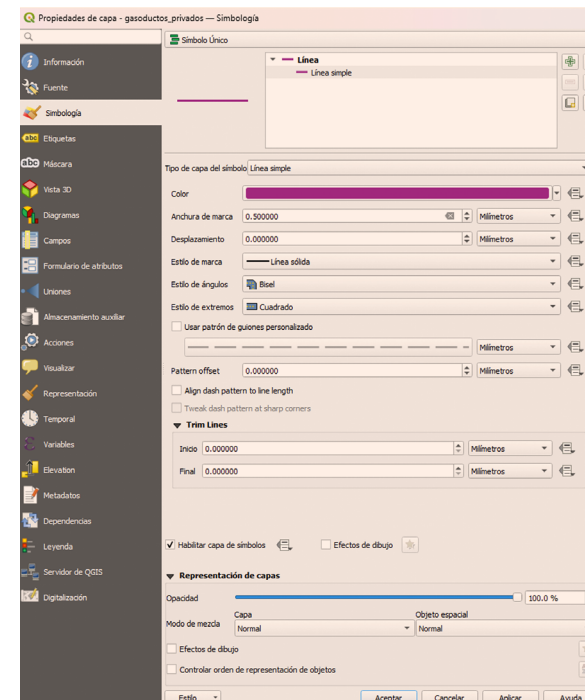 Propiedades de capa - gasoductos_privados — Simbología
Símbolo Único
Información
Fuente
Simbología
Etiquetas
Máscara
Vista 3D
Diagramas
Campos
Formulario de atributos
Uniones
Almacenamiento auxiliar
Acciones
Visualizar
Representación
Temporal
Variables
Elevation
Metadatos
Dependencias
Leyenda
Servidor de QGIS
Digitalización
Línea
Línea simple
Tipo de capa del símbolo Línea simple
Color
Anchura de marca 0.500000 Milímetros
Desplazamiento 0.000000 Milímetros
Estilo de marca Línea sólida
Estilo de ángulos Bisel
Estilo de extremos Cuadrado
Usar patrón de guiones personalizado
Milímetros
Pattern offset 0.000000 Milímetros
Align dash pattern to line length
Tweak dash pattern at sharp corners
Trim Lines
Inicio 0.000000 Milímetros
Final 0.000000 Milímetros
Habilitar capa de símbolos Efectos de dibujo
Representación de capas
Opacidad 100.0 %
Capa Objeto espacial
Modo de mezcla Normal Normal
Efectos de dibujo
Controlar orden de representación de objetos
Estilo Aceptar Cancelar Aplicar Ayuda